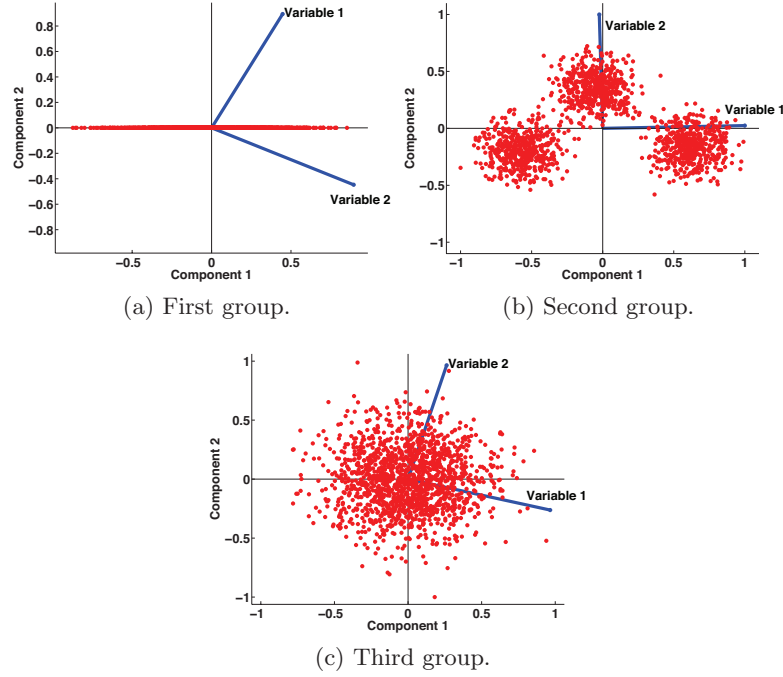 Variable 1
0.8
0.6
0.4
0.2
0
−0.2
−0.4
−0.6
−0.8
Component 2
Variable 2
−0.5 0 0.5
Component 1
(a) First group.
1
0.5
0
−0.5
−1
Component 2
Variable 2
Variable 1
−1 −0.5 0 0.5 1
Component 1
(b) Second group.
1
0.5
0
−0.5
−1
Component 2
Variable 2
Variable 1
−1 −0.5 0 0.5 1
Component 1
(c) Third group.